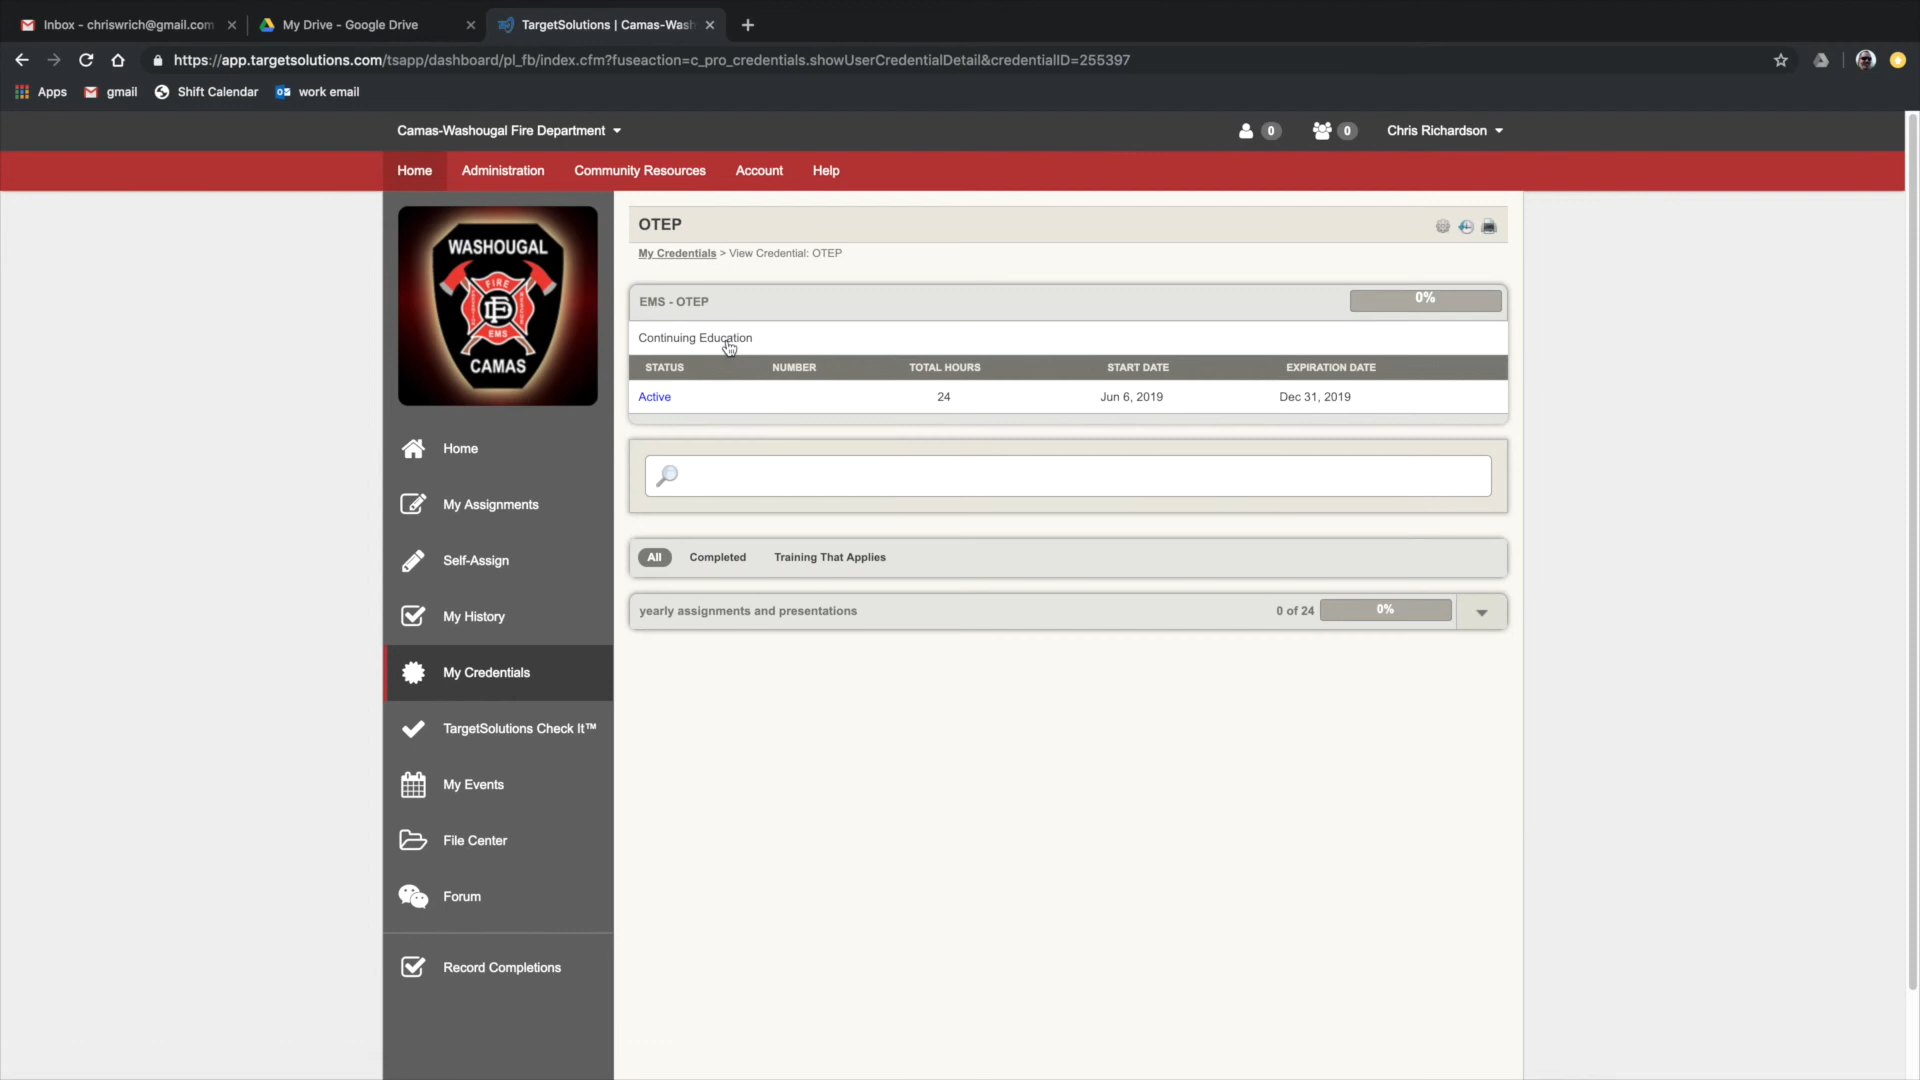 Inbox - chriswrich@gmail.com
My Drive - Google Drive
TargetSolutions | Camas-Wash
https://app.targetsolutions.com/tsapp/dashboard/pl_fb/index.cfm?fuseaction=c_pro_credentials.showUserCredentialDetail&credentialID=255397
Apps gmail Shift Calendar work email
Camas-Washougal Fire Department 0 0 Chris Richardson
Home Administration Community Resources Account Help
WASHOUGAL
FIRE
EMS
CAMAS
Home
My Assignments
Self-Assign
My History
My Credentials
TargetSolutions Check It™
My Events
File Center
Forum
Record Completions
OTEP
My Credentials > View Credential: OTEP
EMS - OTEP 0%
Continuing Education
STATUS NUMBER TOTAL HOURS START DATE EXPIRATION DATE
Active 24 Jun 6, 2019 Dec 31, 2019
All Completed Training That Applies
yearly assignments and presentations 0 of 24 0%